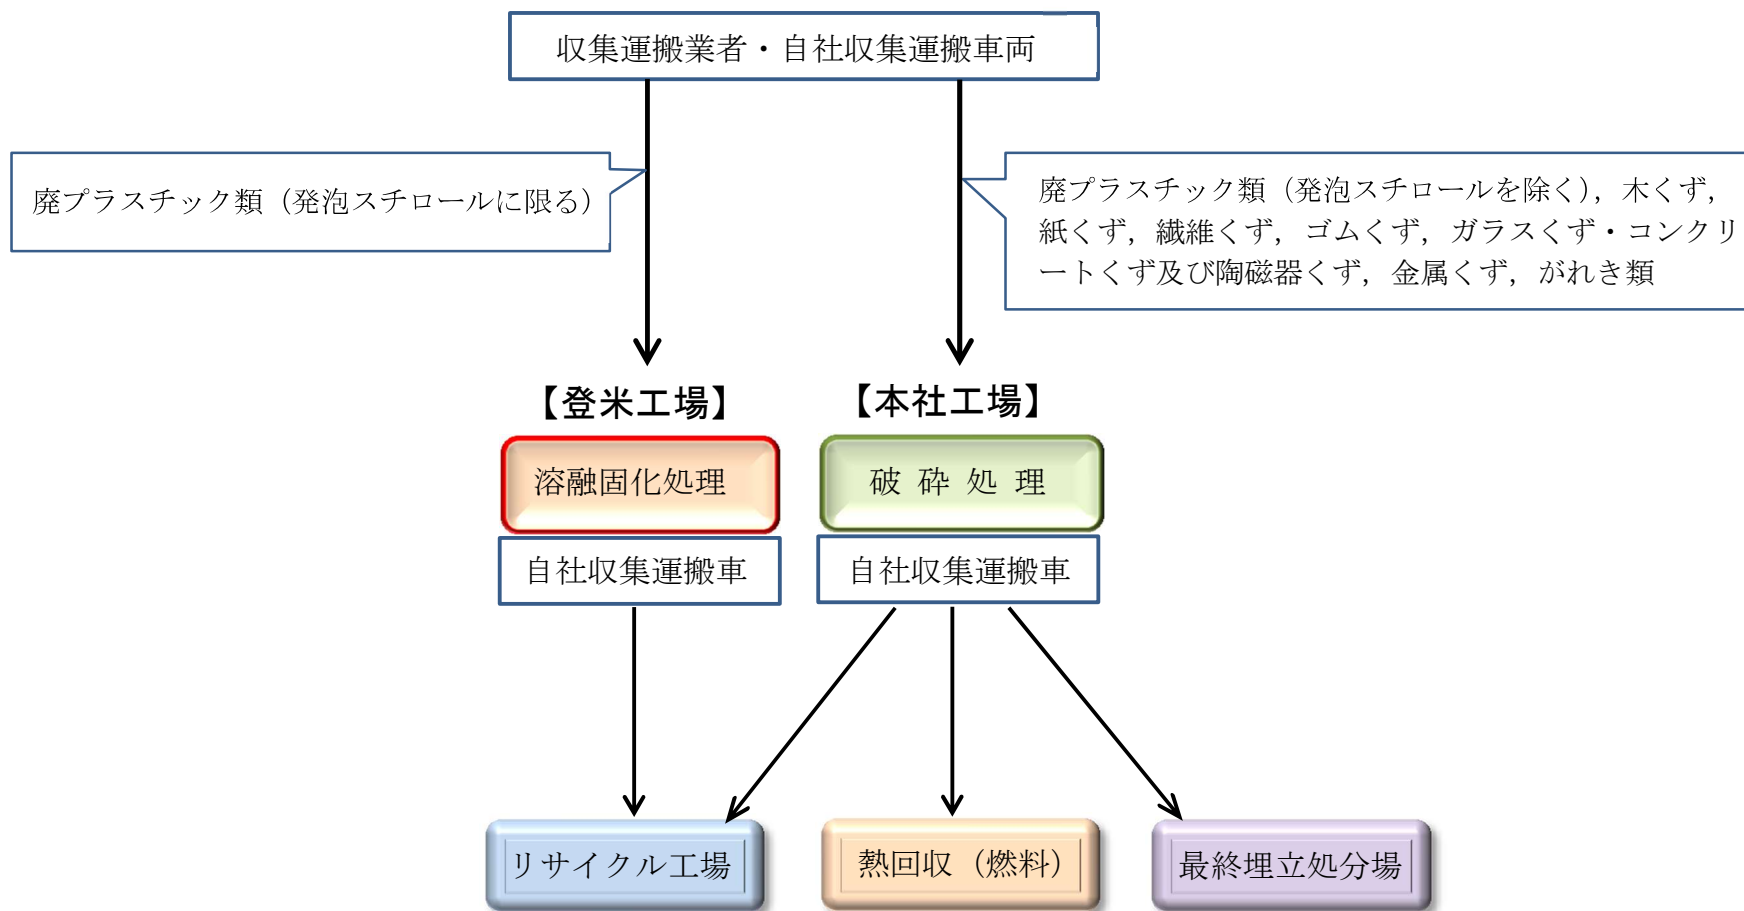 収集運搬業者・自社収集運搬車両
廃プラスチック類（発泡スチロールに限る）
廃プラスチック類（発泡スチロールを除く），木くず，
紙くず，繊維くず，ゴムくず，ガラスくず・コンクリ
ートくず及び陶磁器くず，金属くず，がれき類
【登米工場】
【本社工場】
溶融固化処理
破 砕 処 理
自社収集運搬車
自社収集運搬車
リサイクル工場
熱回収（燃料）
最終埋立処分場